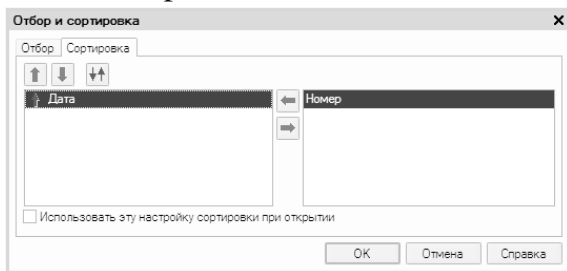 Отбор и сортировка
Отбор Сортировка
Дата
Номер
Использовать эту настройку сортировки при открытии
OK Отмена Справка